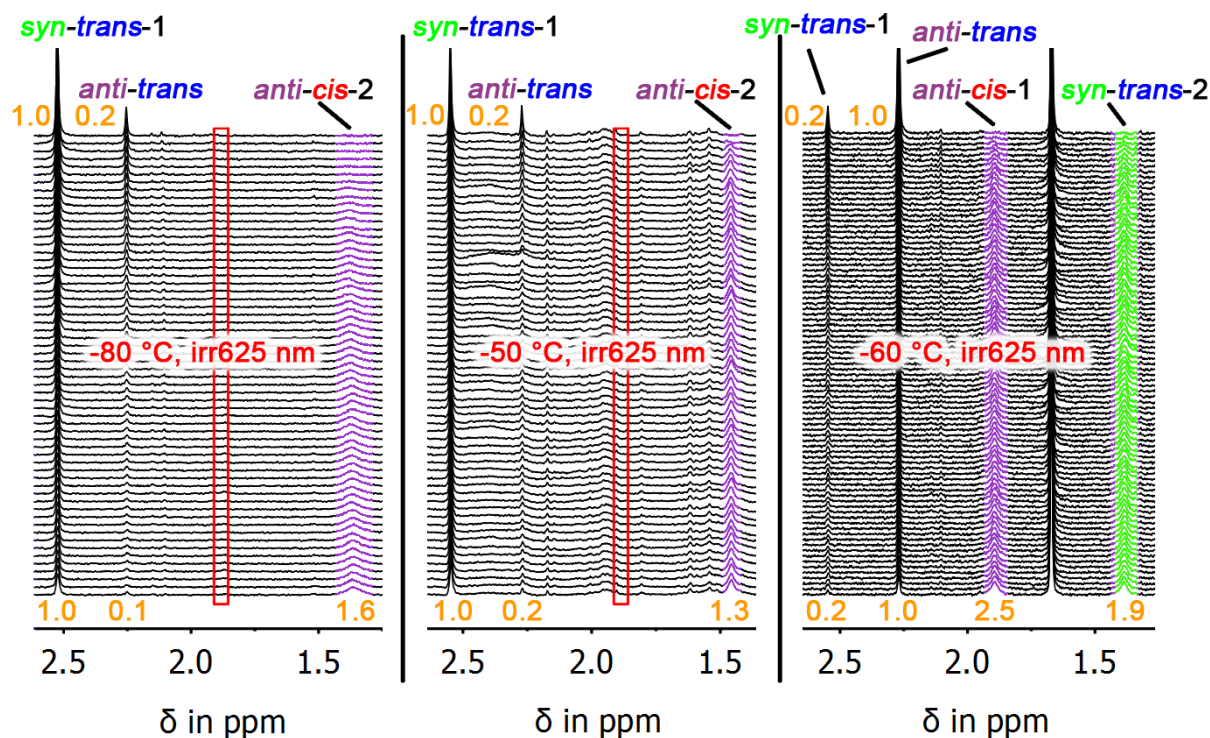 syn-trans-1
anti-trans
anti-cis-2
1.0 0.2
-80 °C, irr625 nm
1.0 0.1 1.6
2.5 2.0 1.5
δ in ppm
syn-trans-1
anti-trans
anti-cis-2
1.0 0.2
-50 °C, irr625 nm
1.0 0.2 1.3
2.5 2.0 1.5
δ in ppm
syn-trans-1
anti-trans
anti-cis-1
syn-trans-2
0.2 1.0
-60 °C, irr625 nm
0.2 1.0 2.5 1.9
2.5 2.0 1.5
δ in ppm